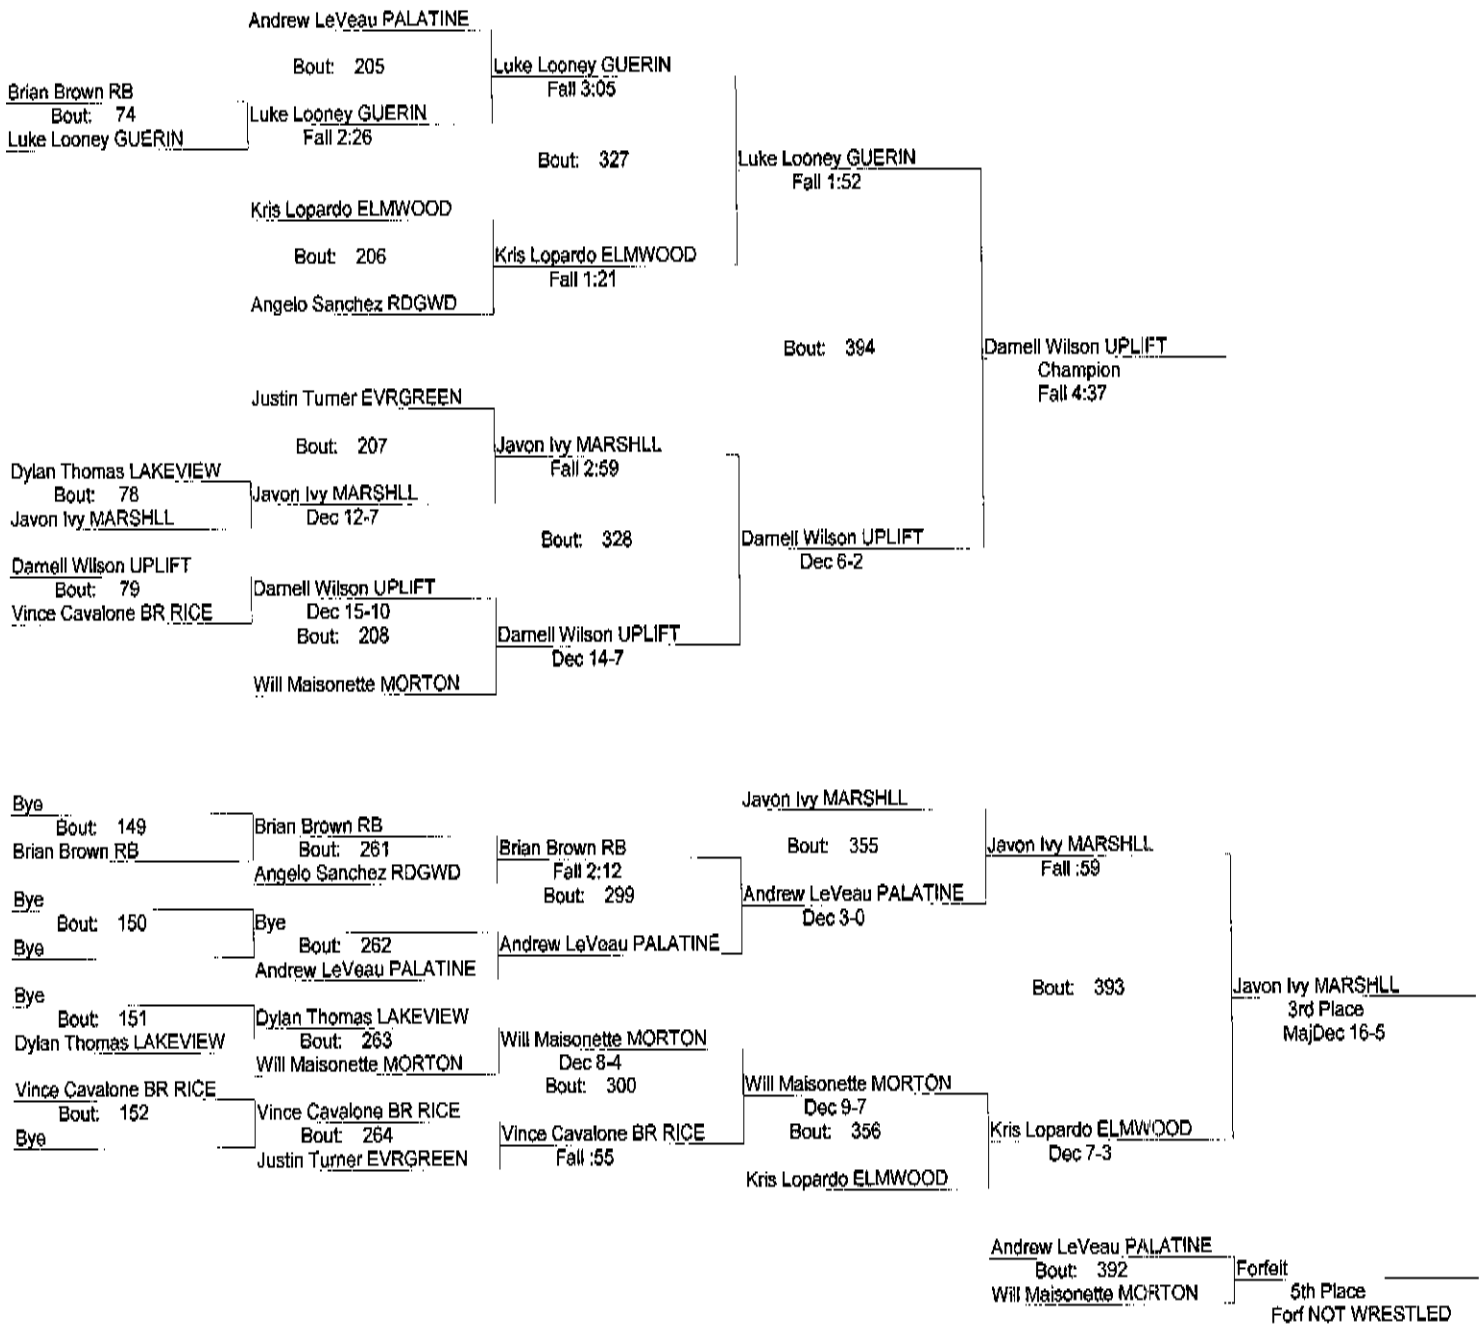 Andrew LeVeau PALATINE
Bout: 205
Luke Looney GUERIN
Fall 3:05
Brian Brown RB
Bout: 74
Luke Looney GUERIN
Luke Looney GUERIN
Fall 2:26
Bout: 327
Luke Looney GUERIN
Fall 1:52
Kris Lopardo ELMWOOD
Bout: 206
Kris Lopardo ELMWOOD
Fall 1:21
Angelo Sanchez RDGWD
Bout: 394
Darnell Wilson UPLIFT
Champion
Fall 4:37
Justin Turner EVRGREEN
Bout: 207
Javon Ivy MARSHLL
Fall 2:59
Dylan Thomas LAKEVIEW
Bout: 78
Javon Ivy MARSHLL
Javon Ivy MARSHLL
Dec 12-7
Bout: 328
Darnell Wilson UPLIFT
Dec 6-2
Darnell Wilson UPLIFT
Bout: 79
Vince Cavalone BR RICE
Darnell Wilson UPLIFT
Dec 15-10
Bout: 208
Darnell Wilson UPLIFT
Dec 14-7
Will Maisonette MORTON
Bye
Bout: 149
Brian Brown RB
Brian Brown RB
Bout: 261
Angelo Sanchez RDGWD
Brian Brown RB
Fall 2:12
Bout: 299
Javon Ivy MARSHLL
Bout: 355
Andrew LeVeau PALATINE
Dec 3-0
Javon Ivy MARSHLL
Fall :59
Bye
Bout: 150
Bye
Bye
Bout: 262
Andrew LeVeau PALATINE
Andrew LeVeau PALATINE
Bout: 393
Javon Ivy MARSHLL
3rd Place
MajDec 16-5
Bye
Bout: 151
Dylan Thomas LAKEVIEW
Dylan Thomas LAKEVIEW
Bout: 263
Will Maisonette MORTON
Will Maisonette MORTON
Dec 8-4
Bout: 300
Will Maisonette MORTON
Dec 9-7
Bout: 356
Kris Lopardo ELMWOOD
Kris Lopardo ELMWOOD
Dec 7-3
Vince Cavalone BR RICE
Bout: 152
Bye
Vince Cavalone BR RICE
Bout: 264
Justin Turner EVRGREEN
Vince Cavalone BR RICE
Fall :55
Andrew LeVeau PALATINE
Bout: 392
Will Maisonette MORTON
Forfeit
5th Place
Forf NOT WRESTLED